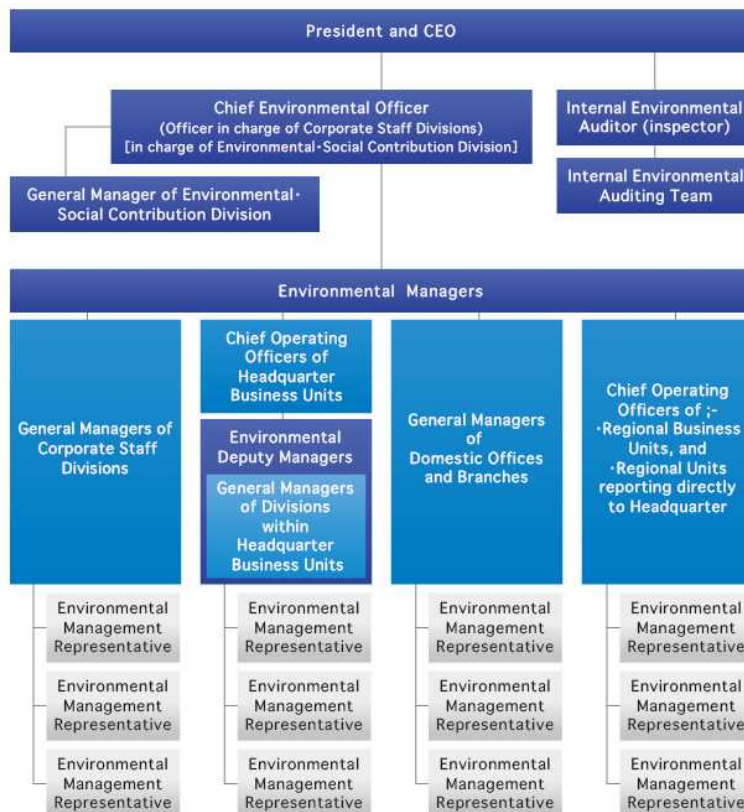 President and CEO
Chief Environmental Officer
(Officer in charge of Corporate Staff Divisions)
[in charge of Environmental·Social Contribution Division]
Internal Environmental
Auditor (inspector)
General Manager of Environmental·
Social Contribution Division
Internal Environmental
Auditing Team
Environmental Managers
General Managers of
Corporate Staff
Divisions
Chief Operating
Officers of
Headquarter
Business Units
Environmental
Deputy Managers
General Managers
of Divisions
within
Headquarter
Business Units
General Managers
of
Domestic Offices
and Branches
Chief Operating
Officers of ;-
·Regional Business
Units, and
·Regional Units
reporting directly
to Headquarter
Environmental
Management
Representative
Environmental
Management
Representative
Environmental
Management
Representative
Environmental
Management
Representative
Environmental
Management
Representative
Environmental
Management
Representative
Environmental
Management
Representative
Environmental
Management
Representative
Environmental
Management
Representative
Environmental
Management
Representative
Environmental
Management
Representative
Environmental
Management
Representative